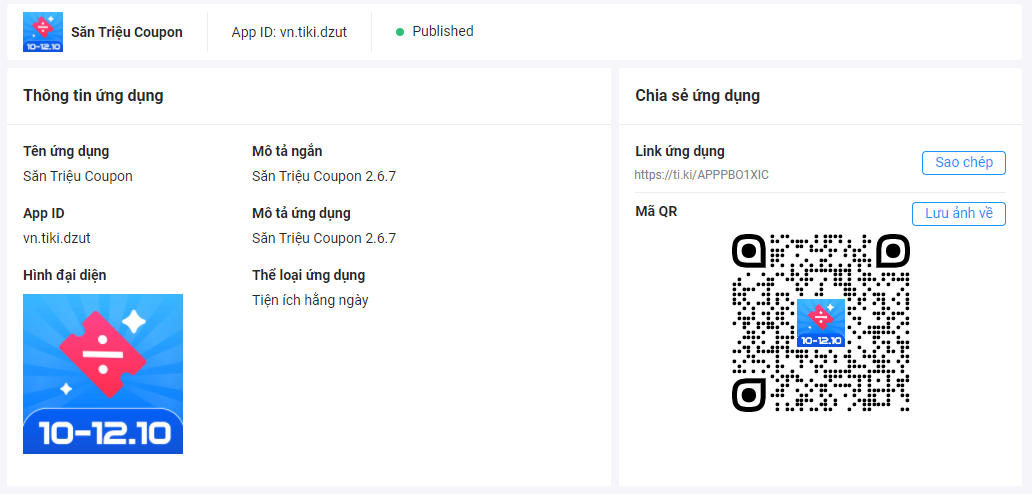 Săn Triệu Coupon
App ID: vn.tiki.dzut
Published
10-12.10
Thông tin ứng dụng
Tên ứng dụng
Săn Triệu Coupon
Mô tả ngắn
Săn Triệu Coupon 2.6.7
App ID
vn.tiki.dzut
Mô tả ứng dụng
Săn Triệu Coupon 2.6.7
Hình đại diện
Thể loại ứng dụng
Tiện ích hằng ngày
10-12.10
Chia sẻ ứng dụng
Link ứng dụng
https://ti.ki/APPPBO1XIC
Sao chép
Mã QR
Lưu ảnh về
10-12.10